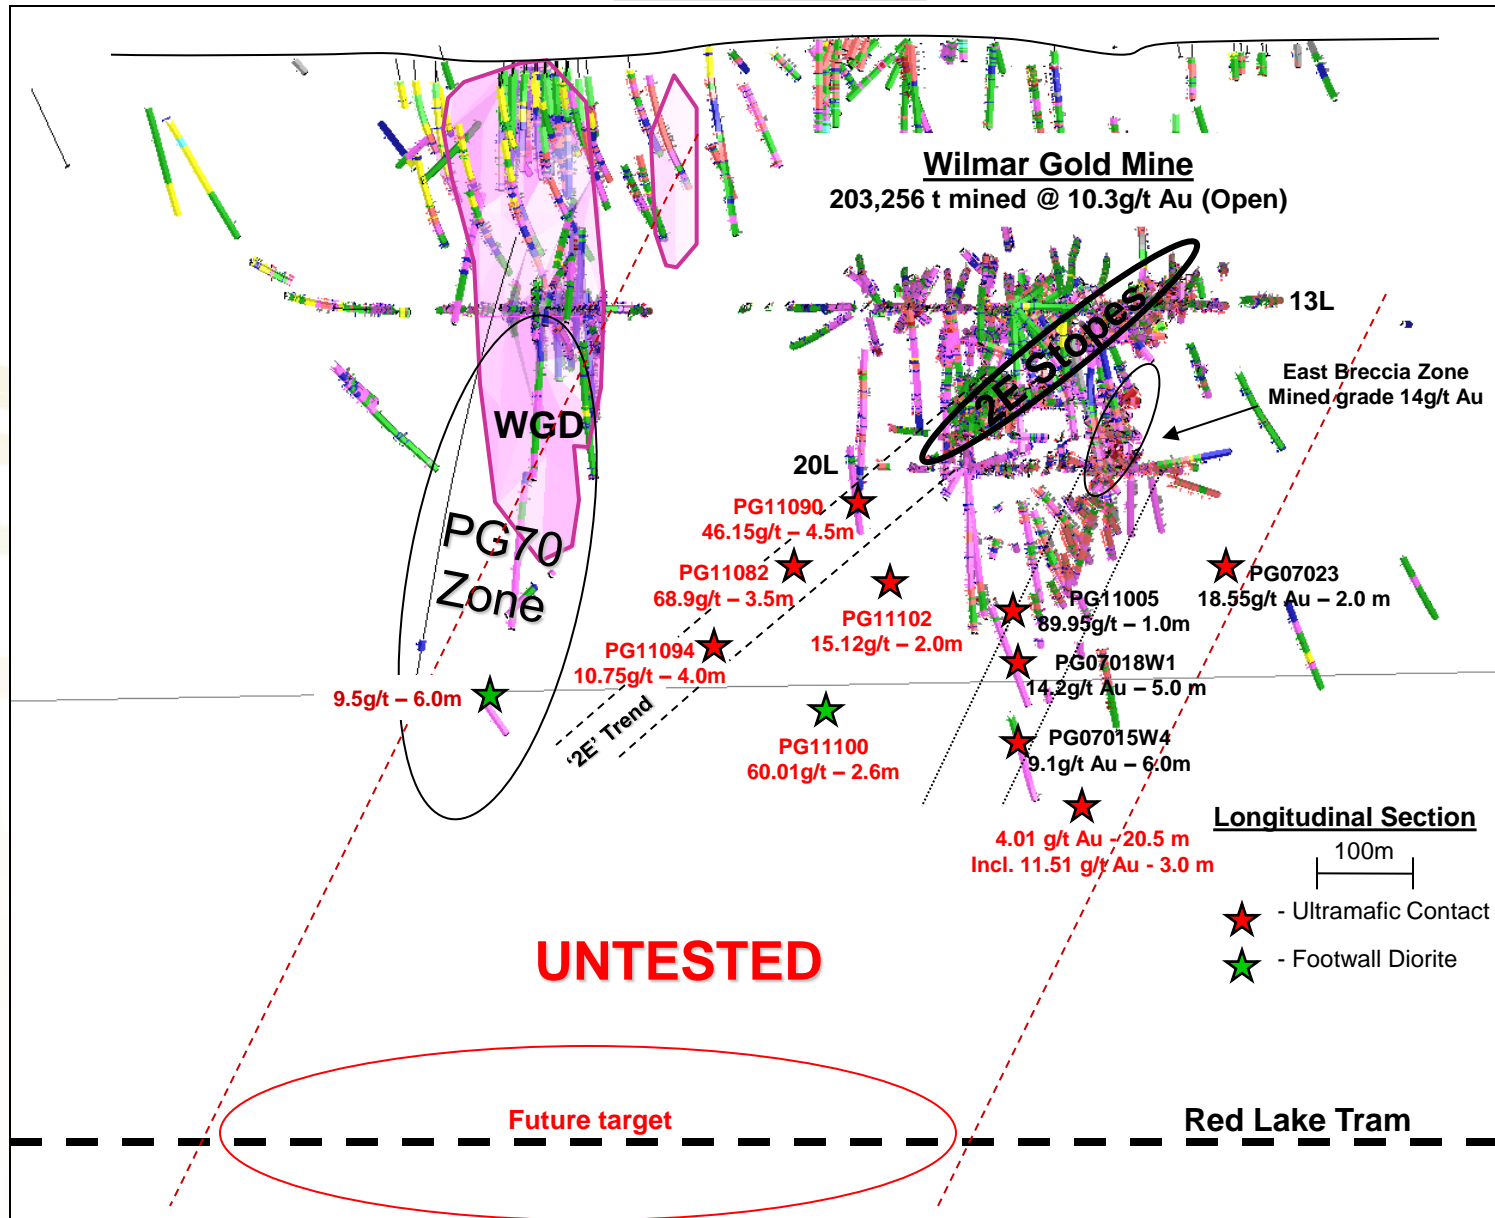 Wilmar Gold Mine
203,256 t mined @ 10.3g/t Au (Open)
13L
2E Stopes
East Breccia Zone
Mined grade 14g/t Au
WGD
20L
PG70
Zone
PG11090
46.15g/t – 4.5m
PG11082
68.9g/t – 3.5m
PG11102
15.12g/t – 2.0m
PG11094
10.75g/t – 4.0m
PG07023
18.55g/t Au – 2.0 m
PG11005
89.95g/t – 1.0m
PG07018W1
14.2g/t Au – 5.0 m
9.5g/t – 6.0m
'2E' Trend
PG11100
60.01g/t – 2.6m
PG07015W4
9.1g/t Au – 6.0m
4.01 g/t Au - 20.5 m
Incl. 11.51 g/t Au - 3.0 m
Longitudinal Section
100m
- Ultramafic Contact
- Footwall Diorite
UNTESTED
Future target
Red Lake Tram